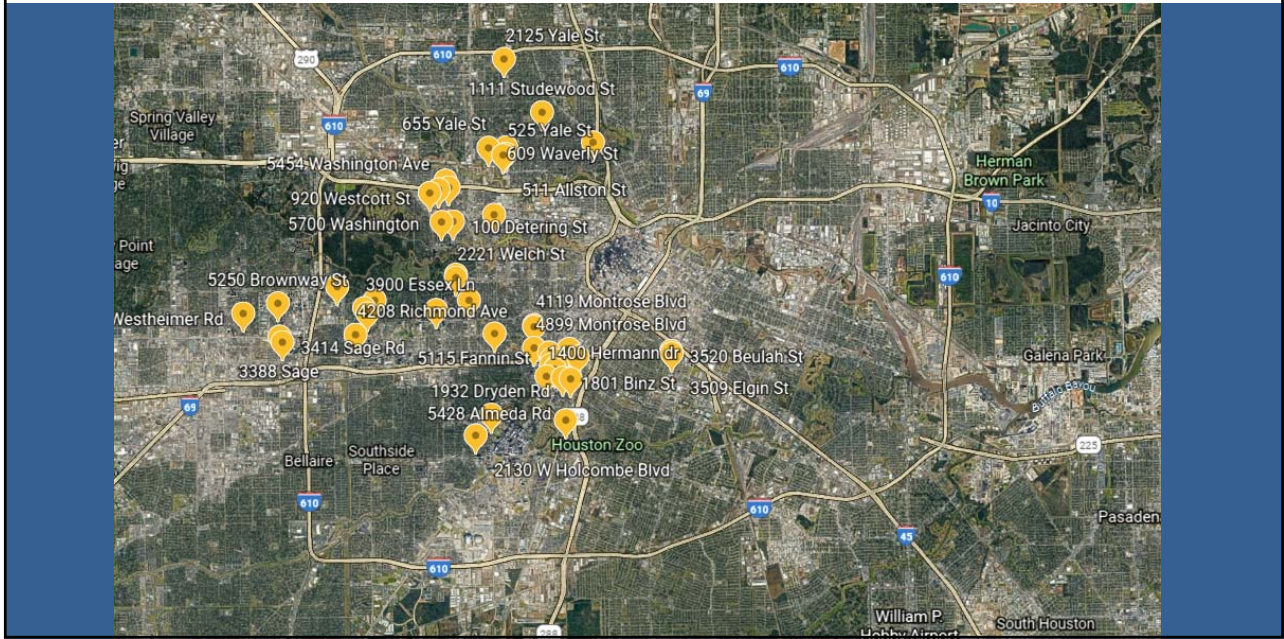 2125 Yale St
290
610
610
69
1111 Studewood St
Spring Valley
Village
610
655 Yale St
525 Yale St
609 Waverly St
5454 Washington Ave
Herman
Brown Park
511 Allston St
920 Westcott St
10
5700 Washington
100 Detering St
Jacinto City
Point
2221 Welch St
610
5250 Brownway St
3900 Essex Ln
4119 Montrose Blvd
Westheimer Rd
4208 Richmond Ave
4899 Montrose Blvd
3414 Sage Rd
5115 Fannin St
1400 Hermann dr
3520 Beulah St
Galena Park
3388 Sage
1932 Dryden Rd
1801 Binz St
3509 Elgin St
Buffalo Bayou
69
5428 Almeda Rd
Houston Zoo
225
Bellaire
Southside
Place
2130 W Holcombe Blvd
610
610
45
Pasaden
610
William P.
Hobby Airport
South Houston
288